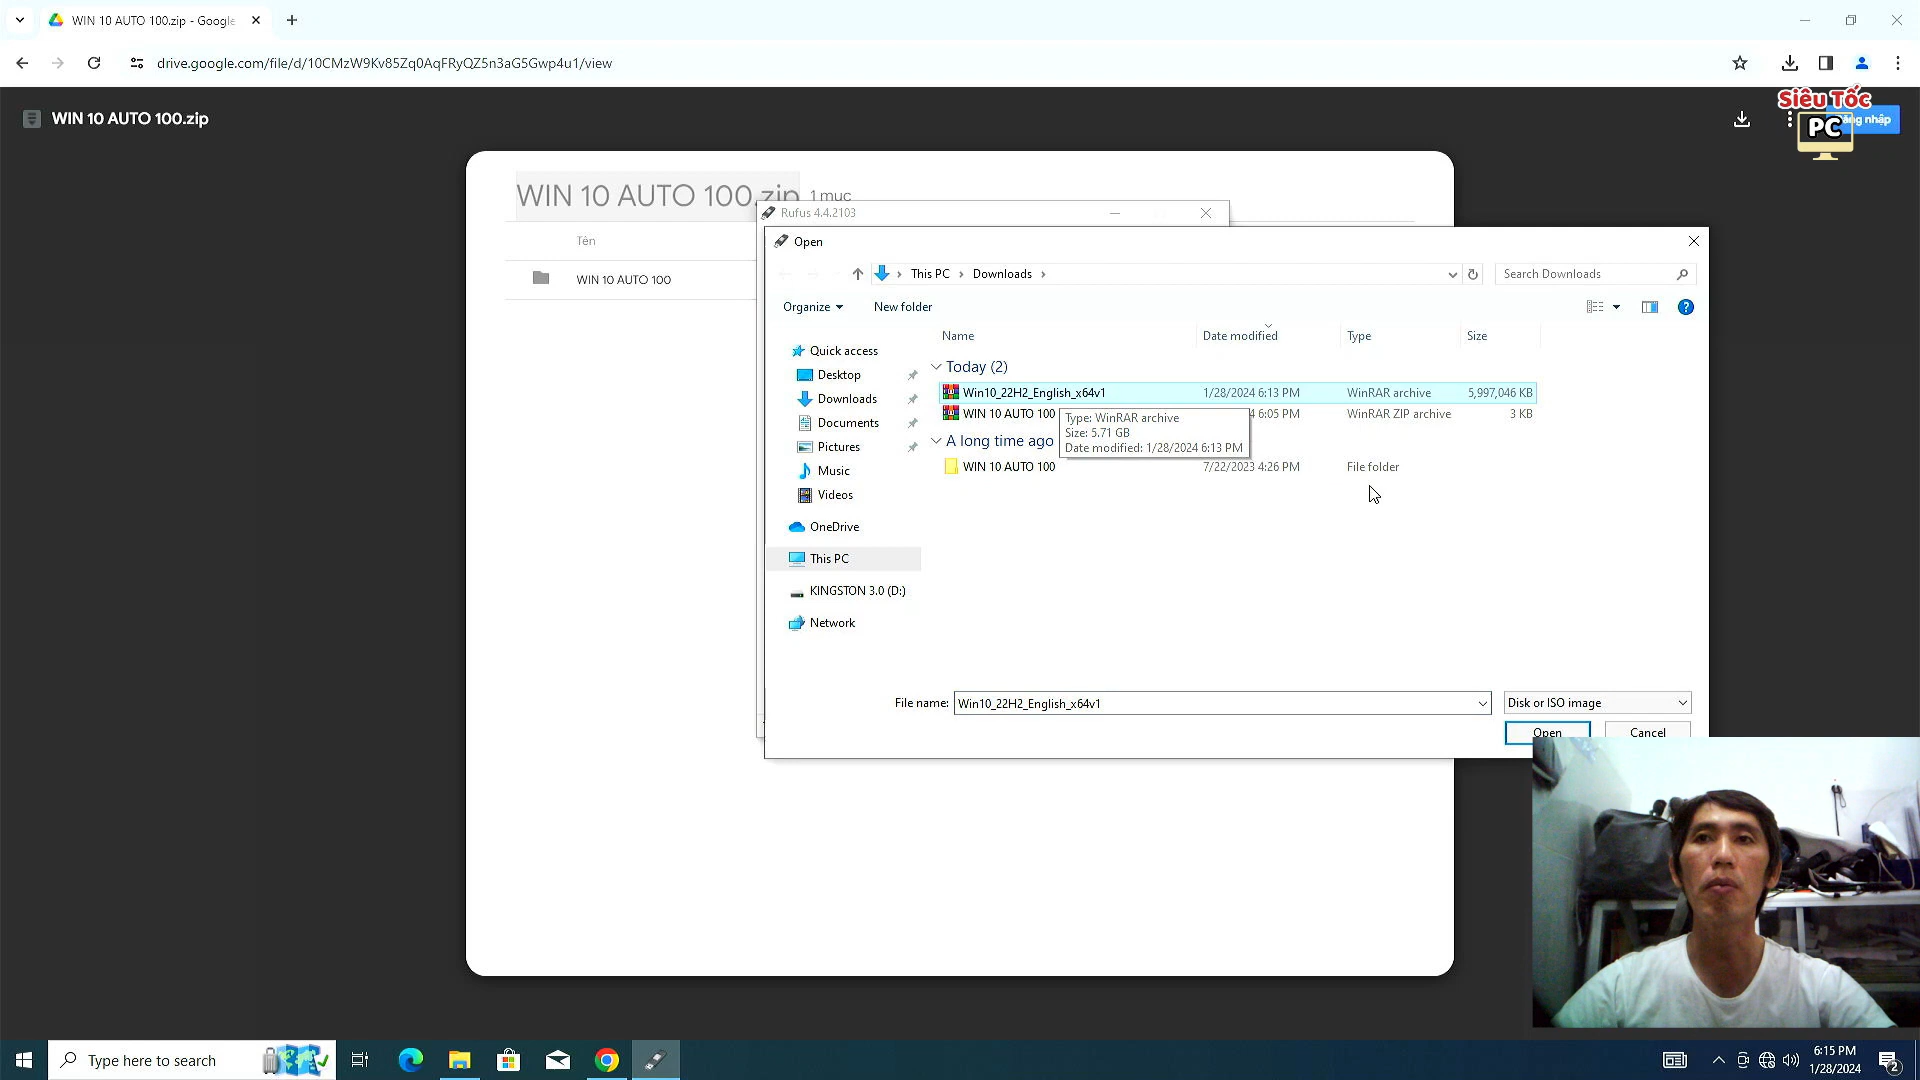 WIN 10 AUTO 100.zip - Google
drive.google.com/file/d/10CMzW9Kv85Zq0AqFRyQZ5n3aG5Gwp4u1/view
WIN 10 AUTO 100.zip
Siêu Tốc
PC
nhập
WIN 10 AUTO 100.zip 1 mục
Tên
WIN 10 AUTO 100
Rufus 4.4.2103
Open
This PC
Downloads
Search Downloads
Organize
New folder
Name
Date modified
Type
Size
Quick access
Desktop
Downloads
Documents
Pictures
Music
Videos
OneDrive
This PC
KINGSTON 3.0 (D:)
Network
Today (2)
Win10_22H2_English_x64v1 1/28/2024 6:13 PM WinRAR archive 5,997,046 KB
WIN 10 AUTO 100 4 6:05 PM WinRAR ZIP archive 3 KB
Type: WinRAR archive
Size: 5.71 GB
Date modified: 1/28/2024 6:13 PM
A long time ago
WIN 10 AUTO 100 7/22/2023 4:26 PM File folder
File name: Win10_22H2_English_x64v1
Disk or ISO image
Open
Cancel
Type here to search
6:15 PM
1/28/2024
2